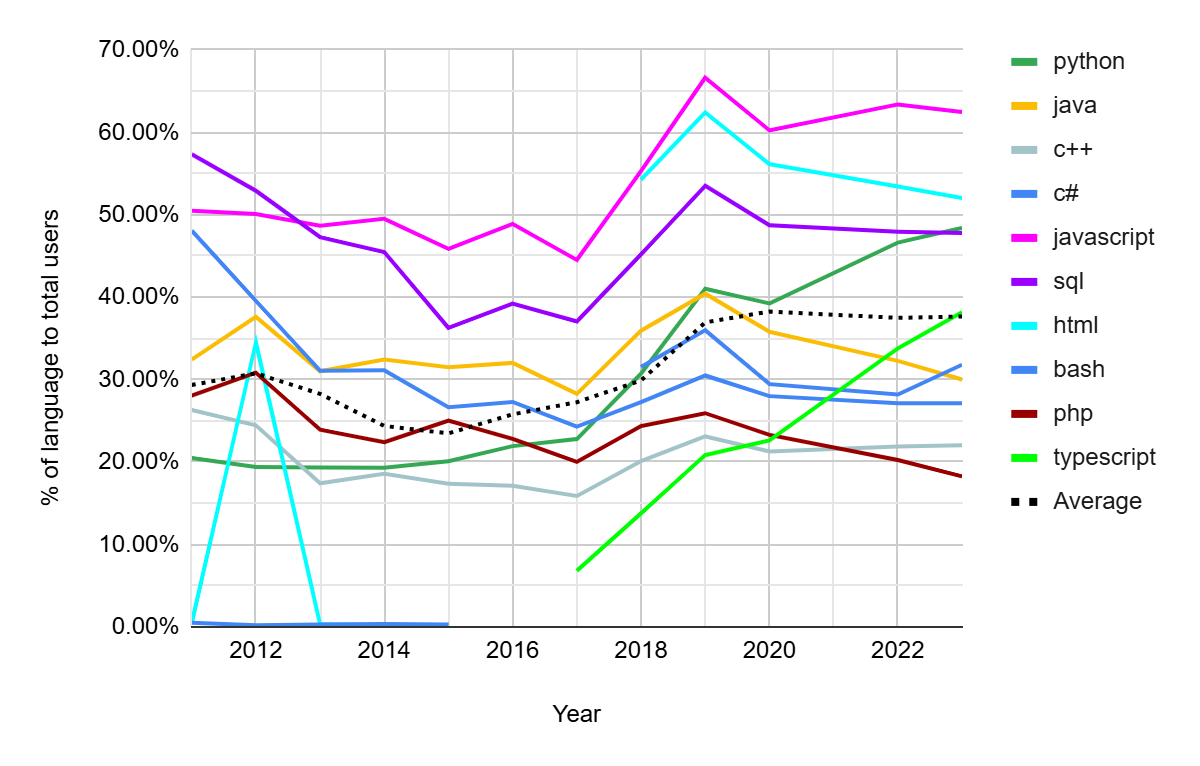 70.00%
60.00%
50.00%
40.00%
30.00%
20.00%
10.00%
0.00%
% of language to total users
2012 2014 2016 2018 2020 2022
Year
python
java
c++
c#
javascript
sql
html
bash
php
typescript
Average